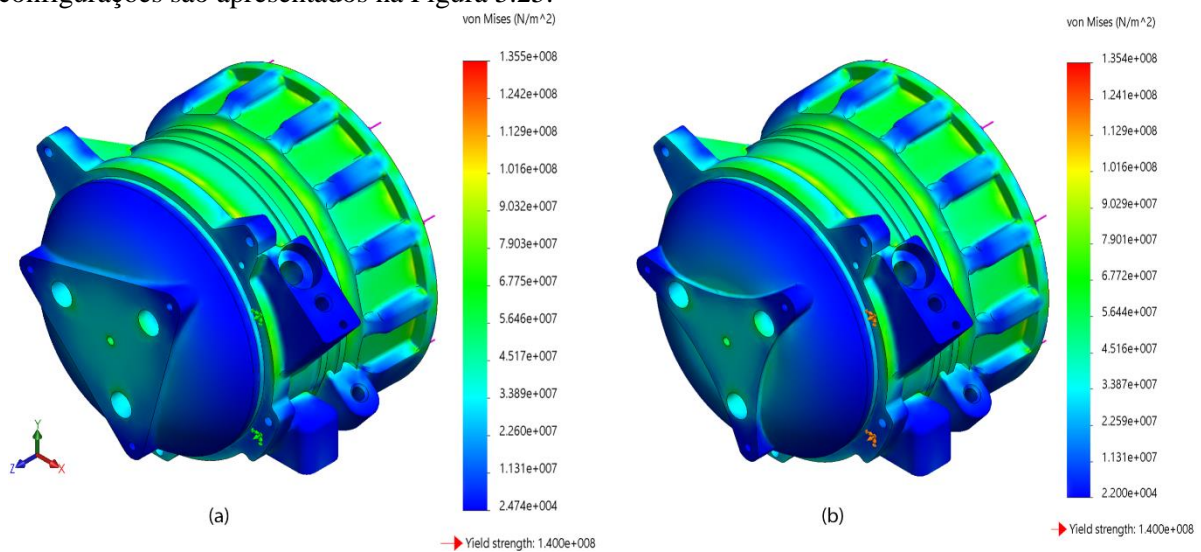 configurações são apresentados na Figura 5.25.
von Mises (N/m^2)
1.355e+008
1.242e+008
1.129e+008
1.016e+008
9.032e+007
7.903e+007
6.775e+007
5.646e+007
4.517e+007
3.389e+007
2.260e+007
1.131e+007
2.474e+004
Yield strength: 1.400e+008
Y
Z
X
(a)
von Mises (N/m^2)
1.354e+008
1.241e+008
1.129e+008
1.016e+008
9.029e+007
7.901e+007
6.772e+007
5.644e+007
4.516e+007
3.387e+007
2.259e+007
1.131e+007
2.200e+004
Yield strength: 1.400e+008
(b)